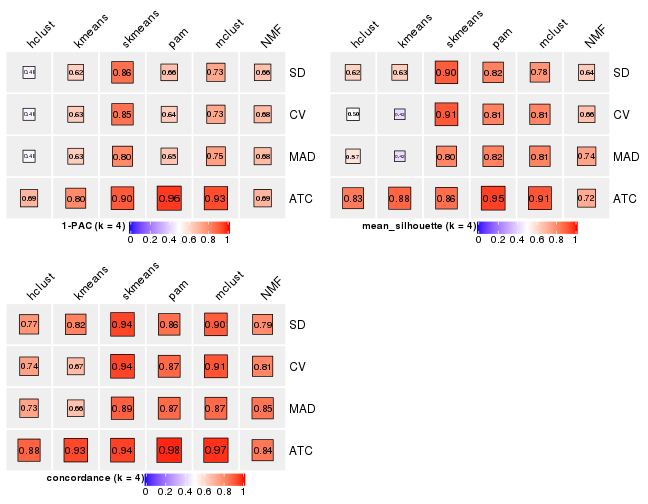 hclust kmeans skmeans pam mclust NMF
0.62 0.86 0.66 0.73 0.66 SD
0.63 0.85 0.64 0.73 0.68 CV
0.63 0.80 0.65 0.75 0.68 MAD
0.69 0.80 0.90 0.96 0.93 0.69 ATC
1-PAC (k = 4)
0 0.2 0.4 0.6 0.8 1
hclust kmeans skmeans pam mclust NMF
0.62 0.63 0.90 0.82 0.78 0.64 SD
0.50 0.91 0.81 0.81 0.66 CV
0.57 0.80 0.82 0.81 0.74 MAD
0.83 0.88 0.86 0.95 0.91 0.72 ATC
mean_silhouette (k = 4)
0 0.2 0.4 0.6 0.8 1
hclust kmeans skmeans pam mclust NMF
0.77 0.82 0.94 0.86 0.90 0.79 SD
0.74 0.67 0.94 0.87 0.91 0.81 CV
0.73 0.66 0.89 0.87 0.87 0.85 MAD
0.88 0.93 0.94 0.98 0.97 0.84 ATC
concordance (k = 4)
0 0.2 0.4 0.6 0.8 1